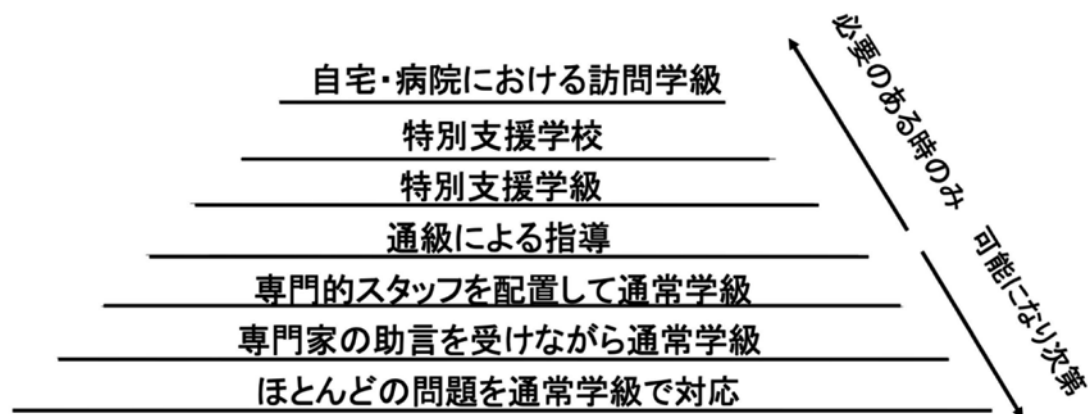 自宅・病院における訪問学級
特別支援学校
特別支援学級
通級による指導
専門的スタッフを配置して通常学級
専門家の助言を受けながら通常学級
ほとんどの問題を通常学級で対応
必要のある時のみ
可能になり次第